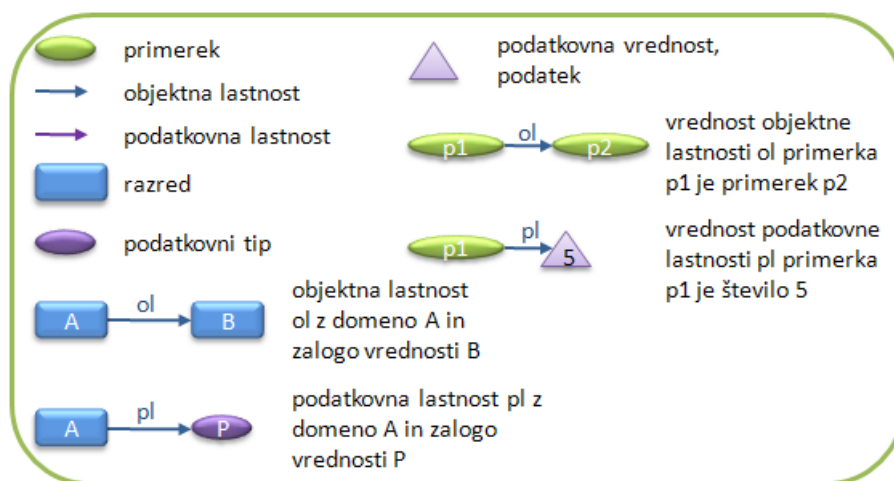 primerek
objektna lastnost
podatkovna lastnost
razred
podatkovni tip
A
ol
B
objektna lastnost
ol z domeno A in
zalogo vrednosti B
A
pl
P
podatkovna lastnost pl z
domeno A in zalogo
vrednosti P
podatkovna vrednost,
podatek
p1
ol
p2
vrednost objektne
lastnosti ol primerka
p1 je primerek p2
p1
pl
5
vrednost podatkovne
lastnosti pl primerka
p1 je število 5